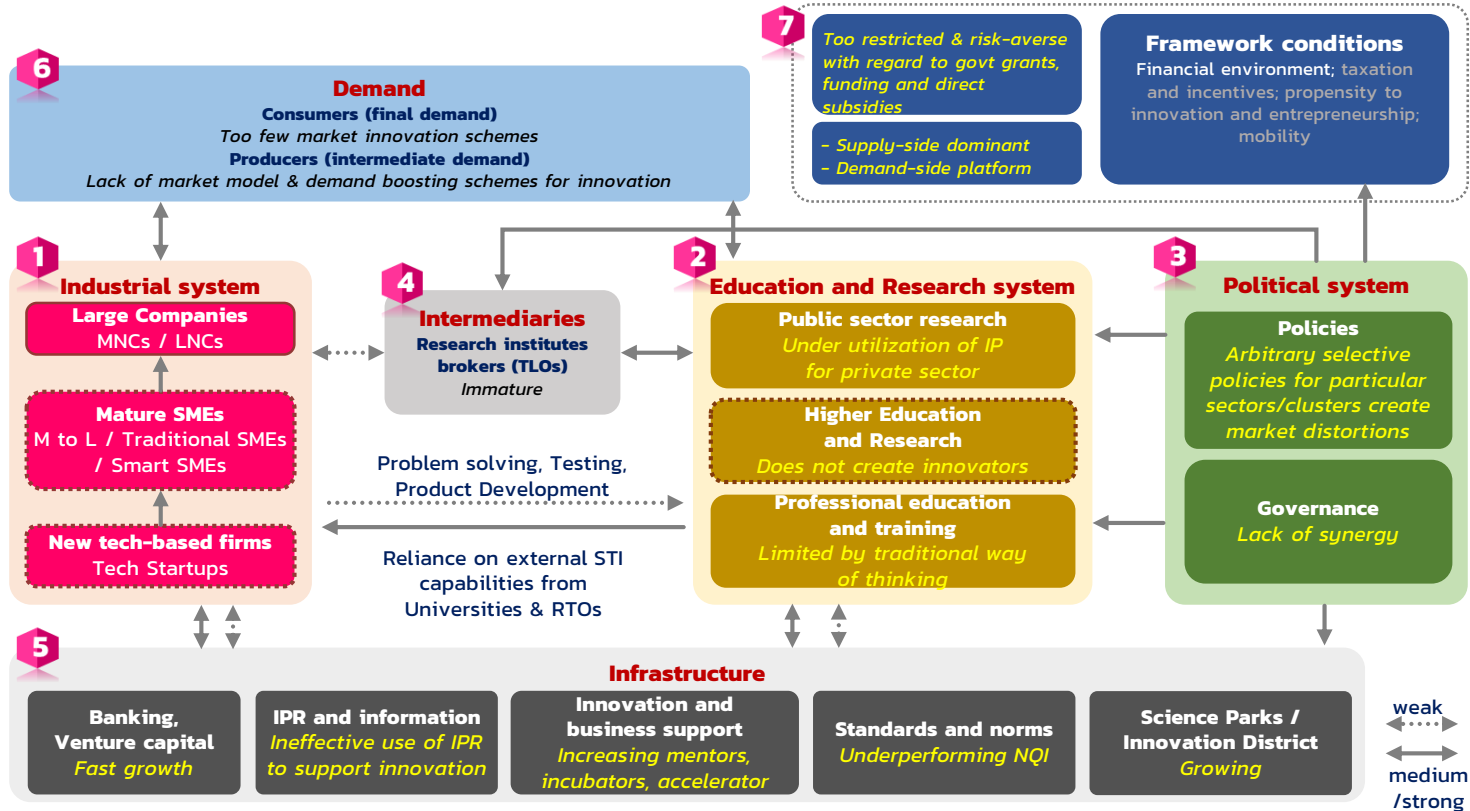 6
Demand
Consumers (final demand)
Too few market innovation schemes
Producers (intermediate demand)
Lack of market model & demand boosting schemes for innovation
7
Too restricted & risk-averse
with regard to govt grants,
funding and direct
subsidies
- Supply-side dominant
- Demand-side platform
Framework conditions
Financial environment; taxation
and incentives; propensity to
innovation and entrepreneurship;
mobility
1
Industrial system
Large Companies
MNCs / LNCs
Mature SMEs
M to L / Traditional SMEs
/ Smart SMEs
New tech-based firms
Tech Startups
4
Intermediaries
Research institutes
brokers (TLOs)
Immature
Problem solving, Testing,
Product Development
Reliance on external STI
capabilities from
Universities & RTOs
2
Education and Research system
Public sector research
Under utilization of IP
for private sector
Higher Education
and Research
Does not create innovators
Professional education
and training
Limited by traditional way
of thinking
3
Political system
Policies
Arbitrary selective
policies for particular
sectors/clusters create
market distortions
Governance
Lack of synergy
5
Infrastructure
Banking,
Venture capital
Fast growth
IPR and information
Ineffective use of IPR
to support innovation
Innovation and
business support
Increasing mentors,
incubators, accelerator
Standards and norms
Underperforming NQI
Science Parks /
Innovation District
Growing
weak
medium
/strong